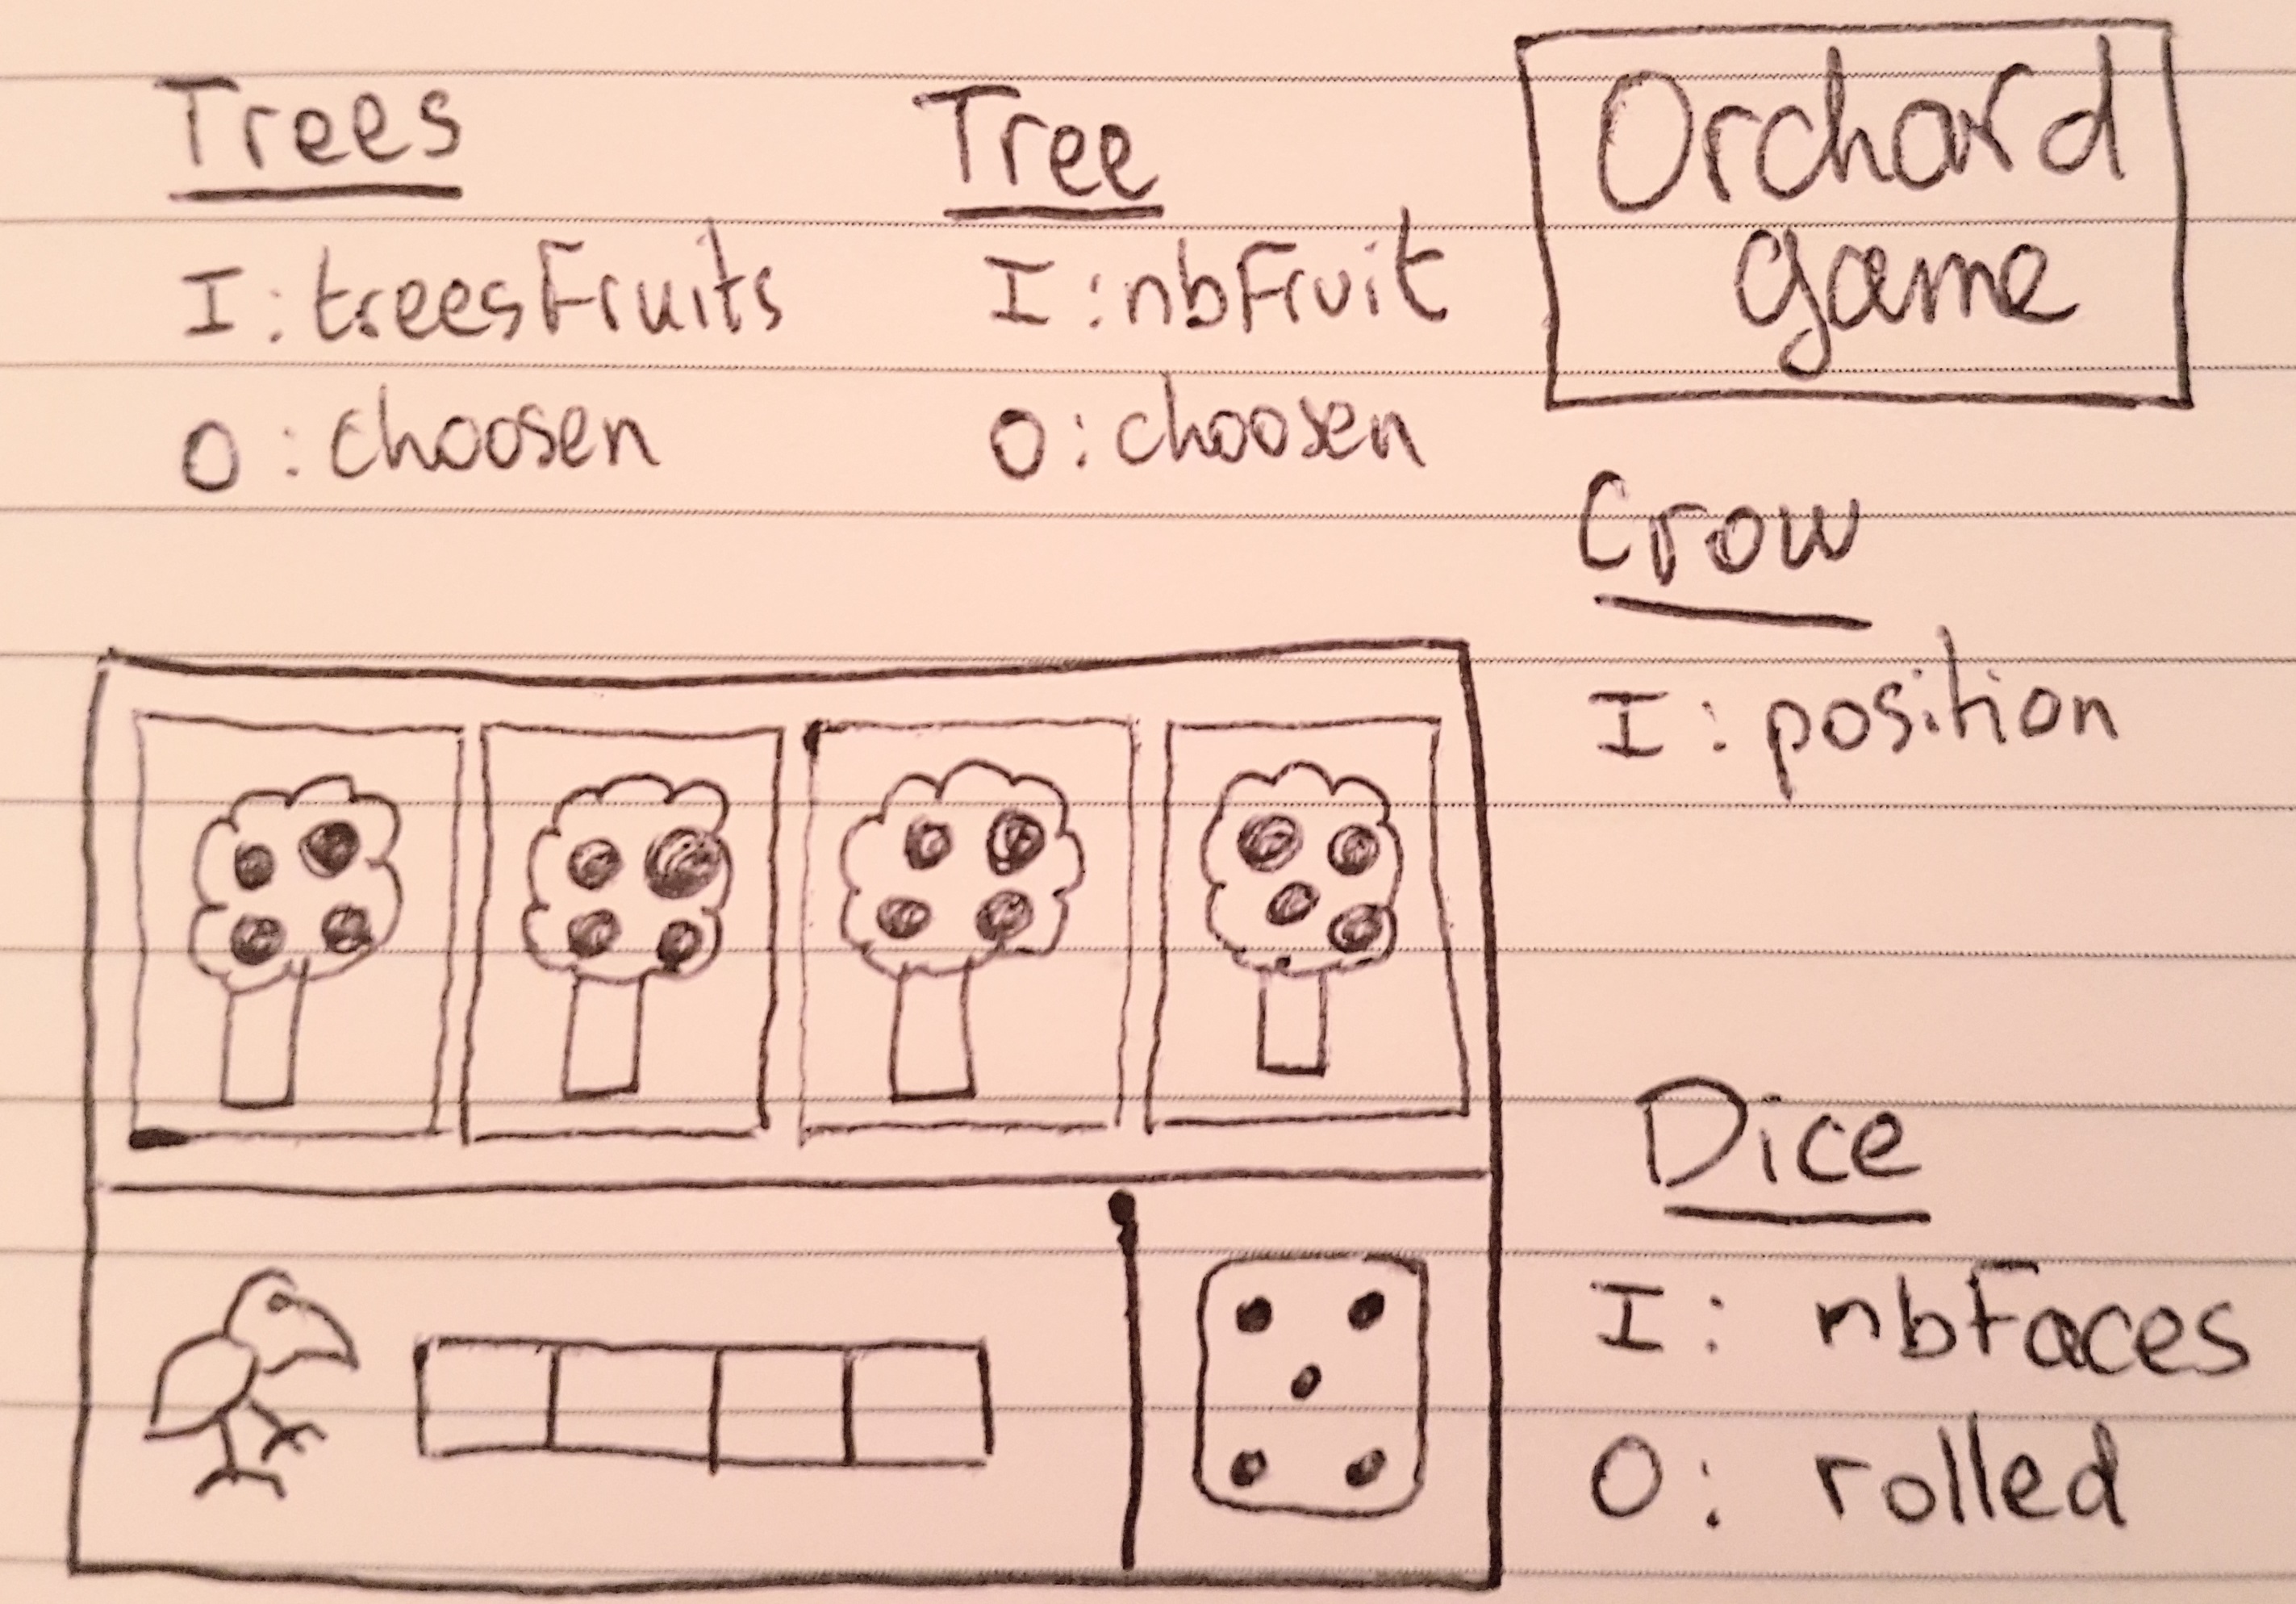 Trees
I: treesFruits
O: choosen
Tree
I: nbFruit
O: choosen
Orchard
game
Crow
I: position
Dice
I: nbFaces
O: rolled